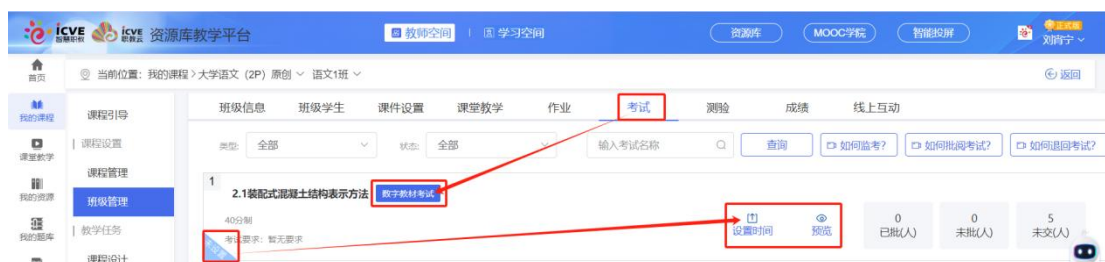 icve 智慧职教 icve 职教云 资源库教学平台 教师空间 学习空间 资源库 MOOC学院 智能投屏 正式版 刘肖宁
首页 当前位置：我的课程>大学语文（2P）原创 语文1班 返回
我的课程 课程引导 班级信息 班级学生 课件设置 课堂教学 作业 考试 测验 成绩 线上互动
课堂教学 课程设置 类型: 全部 状态: 全部 输入考试名称 查询 如何监考? 如何批阅考试? 如何退回考试?
课程管理
我的资源 班级管理 1 2.1装配式混凝土结构表示方法 数字教材考试
我的题库 教学任务 40分制 设置时间 预览 0 0 5
考试要求：暂无要求 已批(人) 未批(人) 未交(人)
课程设计